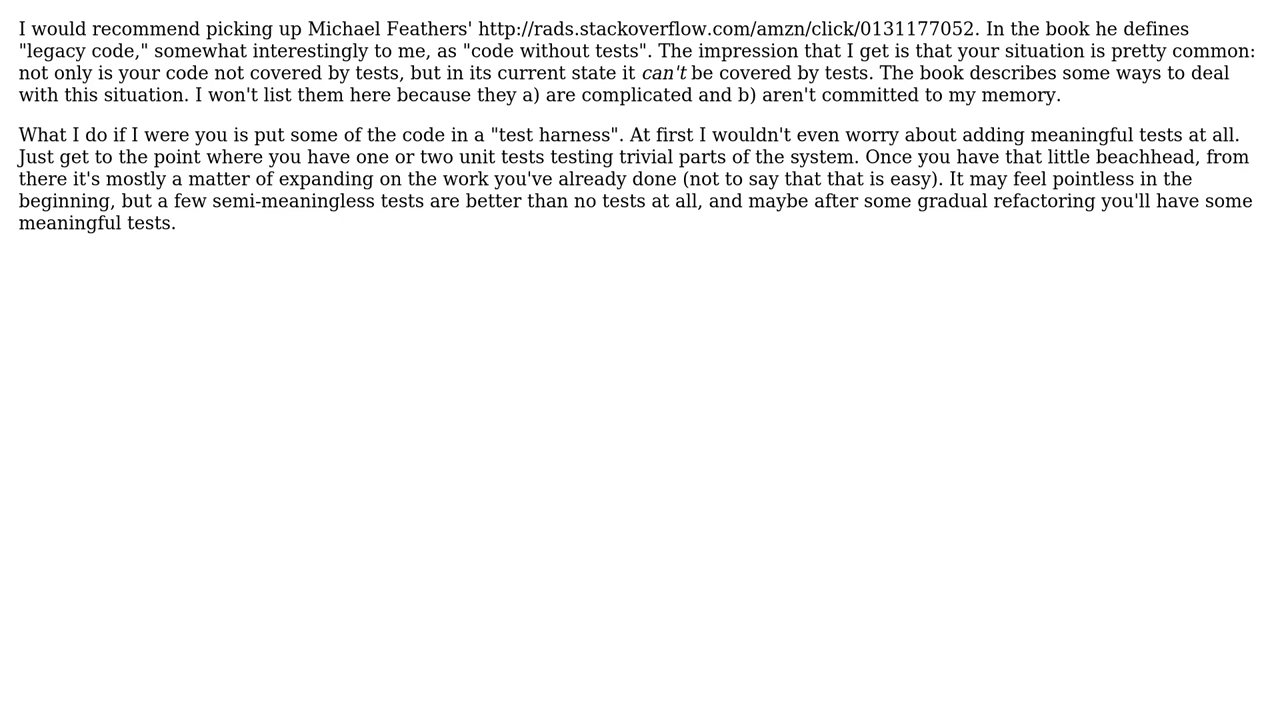 I would recommend picking up Michael Feathers' http://rads.stackoverflow.com/amzn/click/0131177052. In the book he defines
"legacy code," somewhat interestingly to me, as "code without tests". The impression that I get is that your situation is pretty common:
not only is your code not covered by tests, but in its current state it can't be covered by tests. The book describes some ways to deal
with this situation. I won't list them here because they a) are complicated and b) aren't committed to my memory.
What I do if I were you is put some of the code in a "test harness". At first I wouldn't even worry about adding meaningful tests at all.
Just get to the point where you have one or two unit tests testing trivial parts of the system. Once you have that little beachhead, from
there it's mostly a matter of expanding on the work you've already done (not to say that that is easy). It may feel pointless in the
beginning, but a few semi-meaningless tests are better than no tests at all, and maybe after some gradual refactoring you'll have some
meaningful tests.